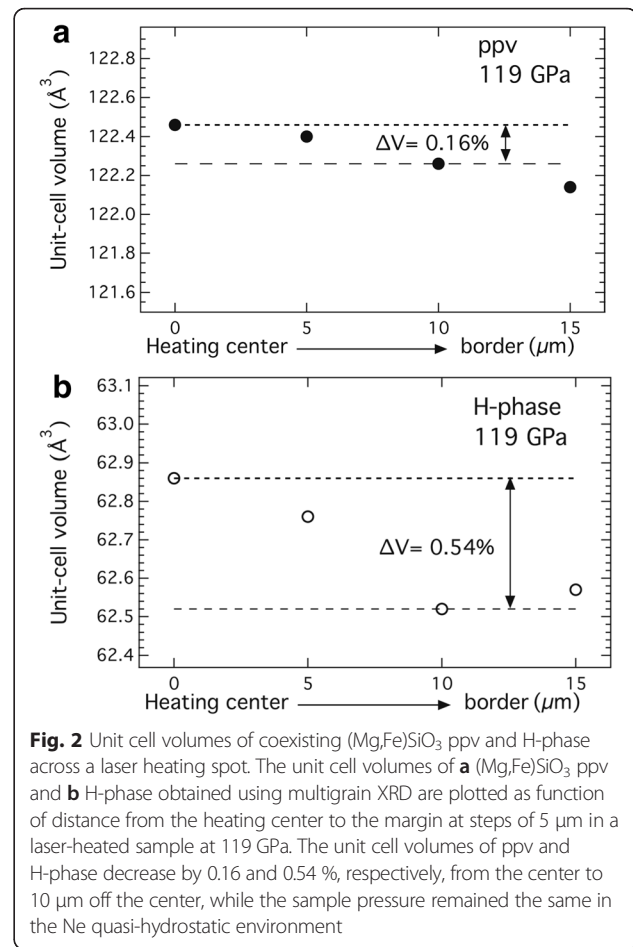 a
ppv
119 GPa
Unit-cell volume (Å³)
122.8
122.6
122.4
122.2
122.0
121.8
121.6
ΔV= 0.16%
0 5 10 15
Heating center border (µm)
b
H-phase
119 GPa
Unit-cell volume (Å³)
63.1
63.0
62.9
62.8
62.7
62.6
62.5
62.4
ΔV= 0.54%
0 5 10 15
Heating center border (µm)
Fig. 2 Unit cell volumes of coexisting (Mg,Fe)SiO₃ ppv and H-phase
across a laser heating spot. The unit cell volumes of a (Mg,Fe)SiO₃ ppv
and b H-phase obtained using multigrain XRD are plotted as function
of distance from the heating center to the margin at steps of 5 µm in a
laser-heated sample at 119 GPa. The unit cell volumes of ppv and
H-phase decrease by 0.16 and 0.54 %, respectively, from the center to
10 µm off the center, while the sample pressure remained the same in
the Ne quasi-hydrostatic environment